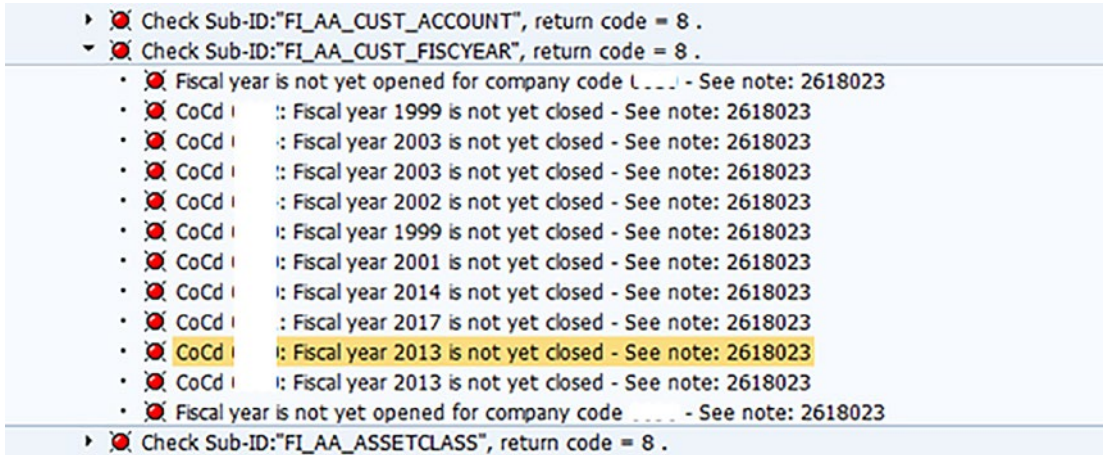 Check Sub-ID:"FI_AA_CUST_ACCOUNT", return code = 8 .
Check Sub-ID:"FI_AA_CUST_FISCYEAR", return code = 8 .
Fiscal year is not yet opened for company code - See note: 2618023
CoCd : Fiscal year 1999 is not yet closed - See note: 2618023
CoCd : Fiscal year 2003 is not yet closed - See note: 2618023
CoCd : Fiscal year 2003 is not yet closed - See note: 2618023
CoCd : Fiscal year 2002 is not yet closed - See note: 2618023
CoCd : Fiscal year 1999 is not yet closed - See note: 2618023
CoCd : Fiscal year 2001 is not yet closed - See note: 2618023
CoCd : Fiscal year 2014 is not yet closed - See note: 2618023
CoCd : Fiscal year 2017 is not yet closed - See note: 2618023
CoCd : Fiscal year 2013 is not yet closed - See note: 2618023
CoCd : Fiscal year 2013 is not yet closed - See note: 2618023
Fiscal year is not yet opened for company code - See note: 2618023
Check Sub-ID:"FI_AA_ASSETCLASS", return code = 8 .